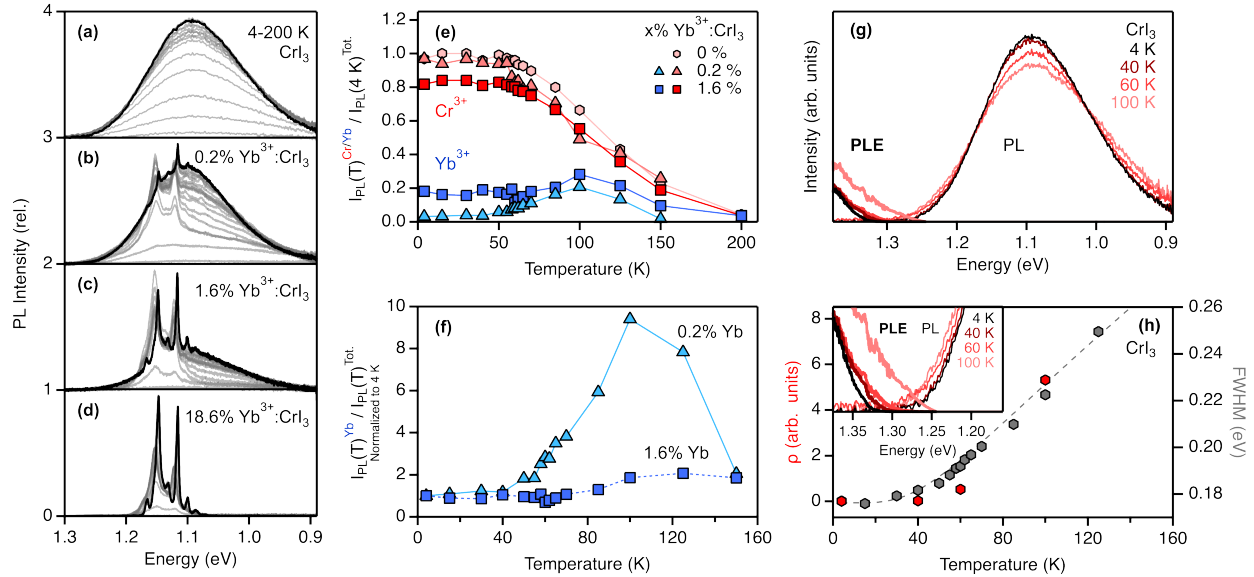 (a)
4-200 K
CrI3
4
3
(b)
0.2% Yb3+:CrI3
2
(c)
1.6% Yb3+:CrI3
1
(d)
18.6% Yb3+:CrI3
0
1.3 1.2 1.1 1.0 0.9
Energy (eV)
PL Intensity (rel.)
(e)
x% Yb3+:CrI3
0 %
0.2 %
1.6 %
Cr3+
Yb3+
1.2
1.0
0.8
0.6
0.4
0.2
0.0
0 50 100 150 200
Temperature (K)
IPL(T)Cr/Yb / IPL(4 K)Tot.
(f)
0.2% Yb
1.6% Yb
10
8
6
4
2
0
0 20 40 60 80 100 120 140 160
Temperature (K)
IPL(T)Yb / IPL(T)Tot.
Normalized to 4 K
(g)
CrI3
4 K
40 K
60 K
100 K
PLE
PL
1.3 1.2 1.1 1.0 0.9
Energy (eV)
Intensity (arb. units)
(h)
CrI3
PLE PL
4 K
40 K
60 K
100 K
1.35 1.30 1.25 1.20
Energy (eV)
8
6
4
2
0
ρ (arb. units)
0.26
0.24
0.22
0.20
0.18
FWHM (eV)
0 20 40 60 80 100 120 140 160
Temperature (K)